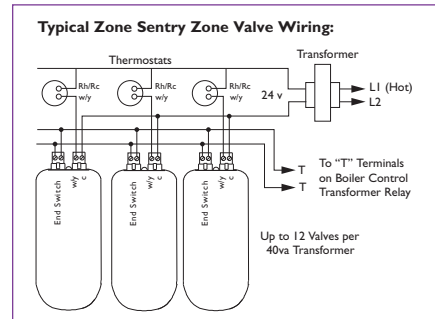 Typical Zone Sentry Zone Valve Wiring:
Transformer
Thermostats
Rh/Rc
w/y
Rh/Rc
w/y
Rh/Rc
w/y
24 v
L1 (Hot)
L2
T
T
To “T” Terminals
on Boiler Control
Transformer Relay
End Switch
w/y
c
End Switch
w/y
c
End Switch
w/y
c
Up to 12 Valves per
40va Transformer